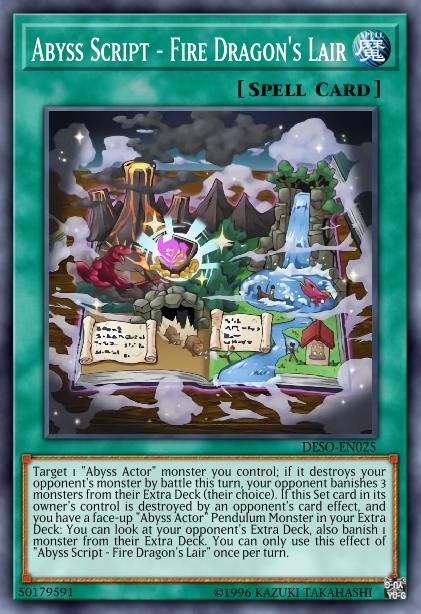 Abyss Script - Fire Dragon's Lair
SPELL
魔
[ Spell Card ]
DESO-EN025
Target 1 "Abyss Actor" monster you control; if it destroys your
opponent's monster by battle this turn, your opponent banishes 3
monsters from their Extra Deck (their choice). If this Set card in its
owner's control is destroyed by an opponent's card effect, and
you have a face-up "Abyss Actor" Pendulum Monster in your Extra
Deck: You can look at your opponent's Extra Deck, also banish 1
monster from their Extra Deck. You can only use this effect of
"Abyss Script - Fire Dragon's Lair" once per turn.
50179591
©1996 KAZUKI TAKAHASHI